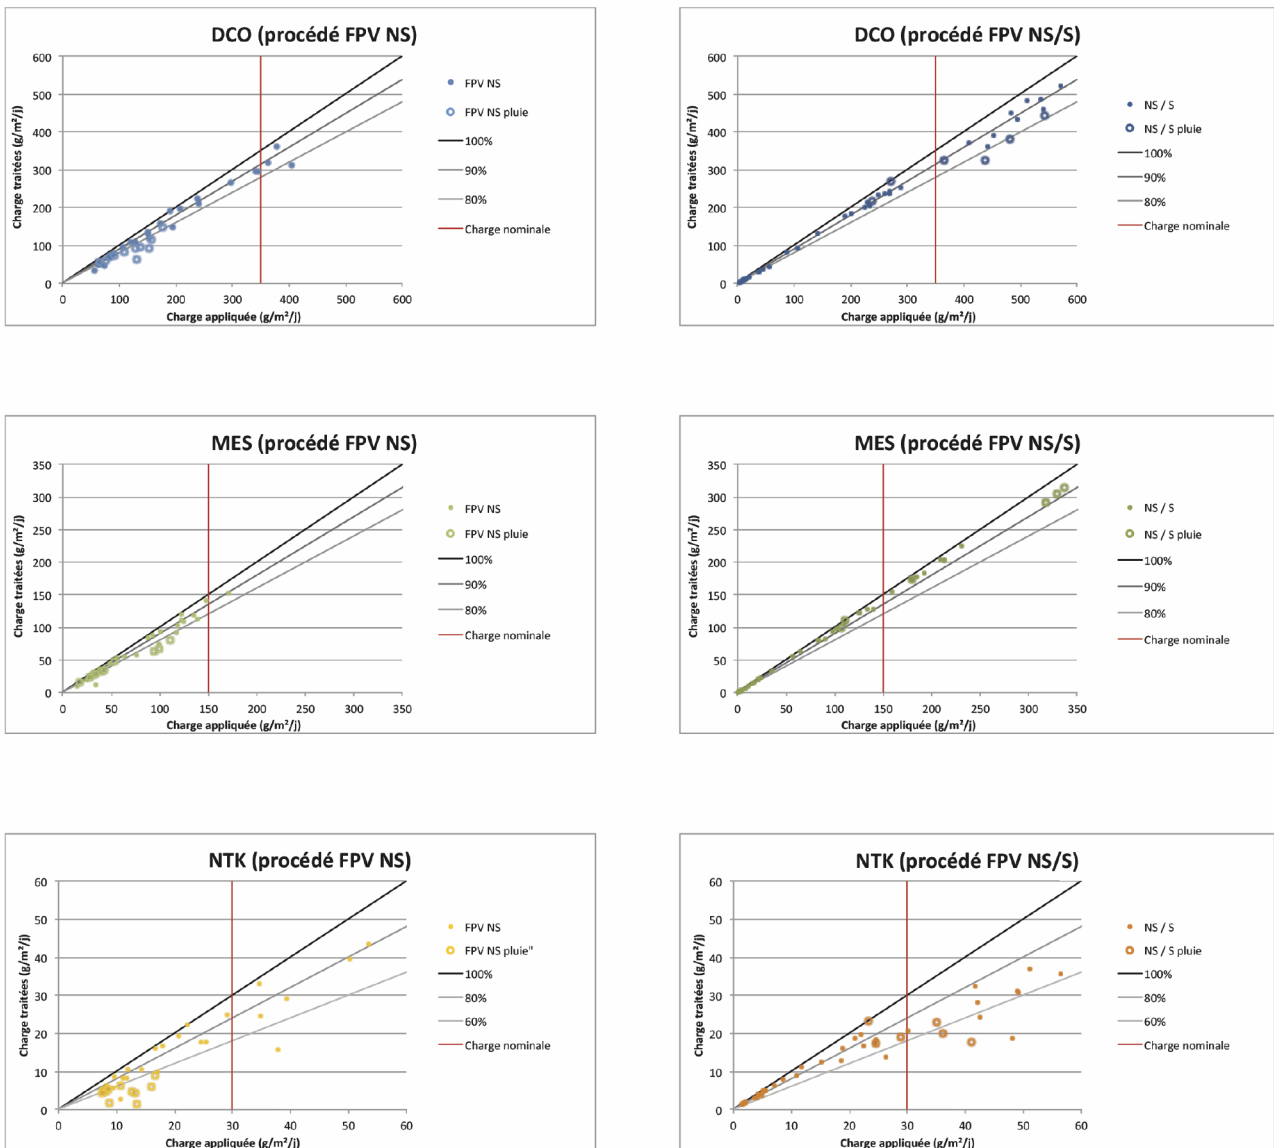 DCO (procédé FPV NS)
Charge traitées (g/m²/j)
600
500
400
300
200
100
0
0 100 200 300 400 500 600
Charge appliquée (g/m²/j)
FPV NS
FPV NS pluie
100%
90%
80%
Charge nominale
DCO (procédé FPV NS/S)
Charge traitées (g/m²/j)
600
500
400
300
200
100
0
0 100 200 300 400 500 600
Charge appliquée (g/m²/j)
NS / S
NS / S pluie
100%
90%
80%
Charge nominale
MES (procédé FPV NS)
Charge traitées (g/m²/j)
350
300
250
200
150
100
50
0
0 50 100 150 200 250 300 350
Charge appliquée (g/m²/j)
FPV NS
FPV NS pluie
100%
90%
80%
Charge nominale
MES (procédé FPV NS/S)
Charge traitées (g/m²/j)
350
300
250
200
150
100
50
0
0 50 100 150 200 250 300 350
Charge appliquée (g/m²/j)
NS / S
NS / S pluie
100%
90%
80%
Charge nominale
NTK (procédé FPV NS)
Charge traitées (g/m²/j)
60
50
40
30
20
10
0
0 10 20 30 40 50 60
Charge appliquée (g/m²/j)
FPV NS
FPV NS pluie"
100%
80%
60%
Charge nominale
NTK (procédé FPV NS/S)
Charge traitées (g/m²/j)
60
50
40
30
20
10
0
0 10 20 30 40 50 60
Charge appliquée (g/m²/j)
NS / S
NS / S pluie
100%
80%
60%
Charge nominale